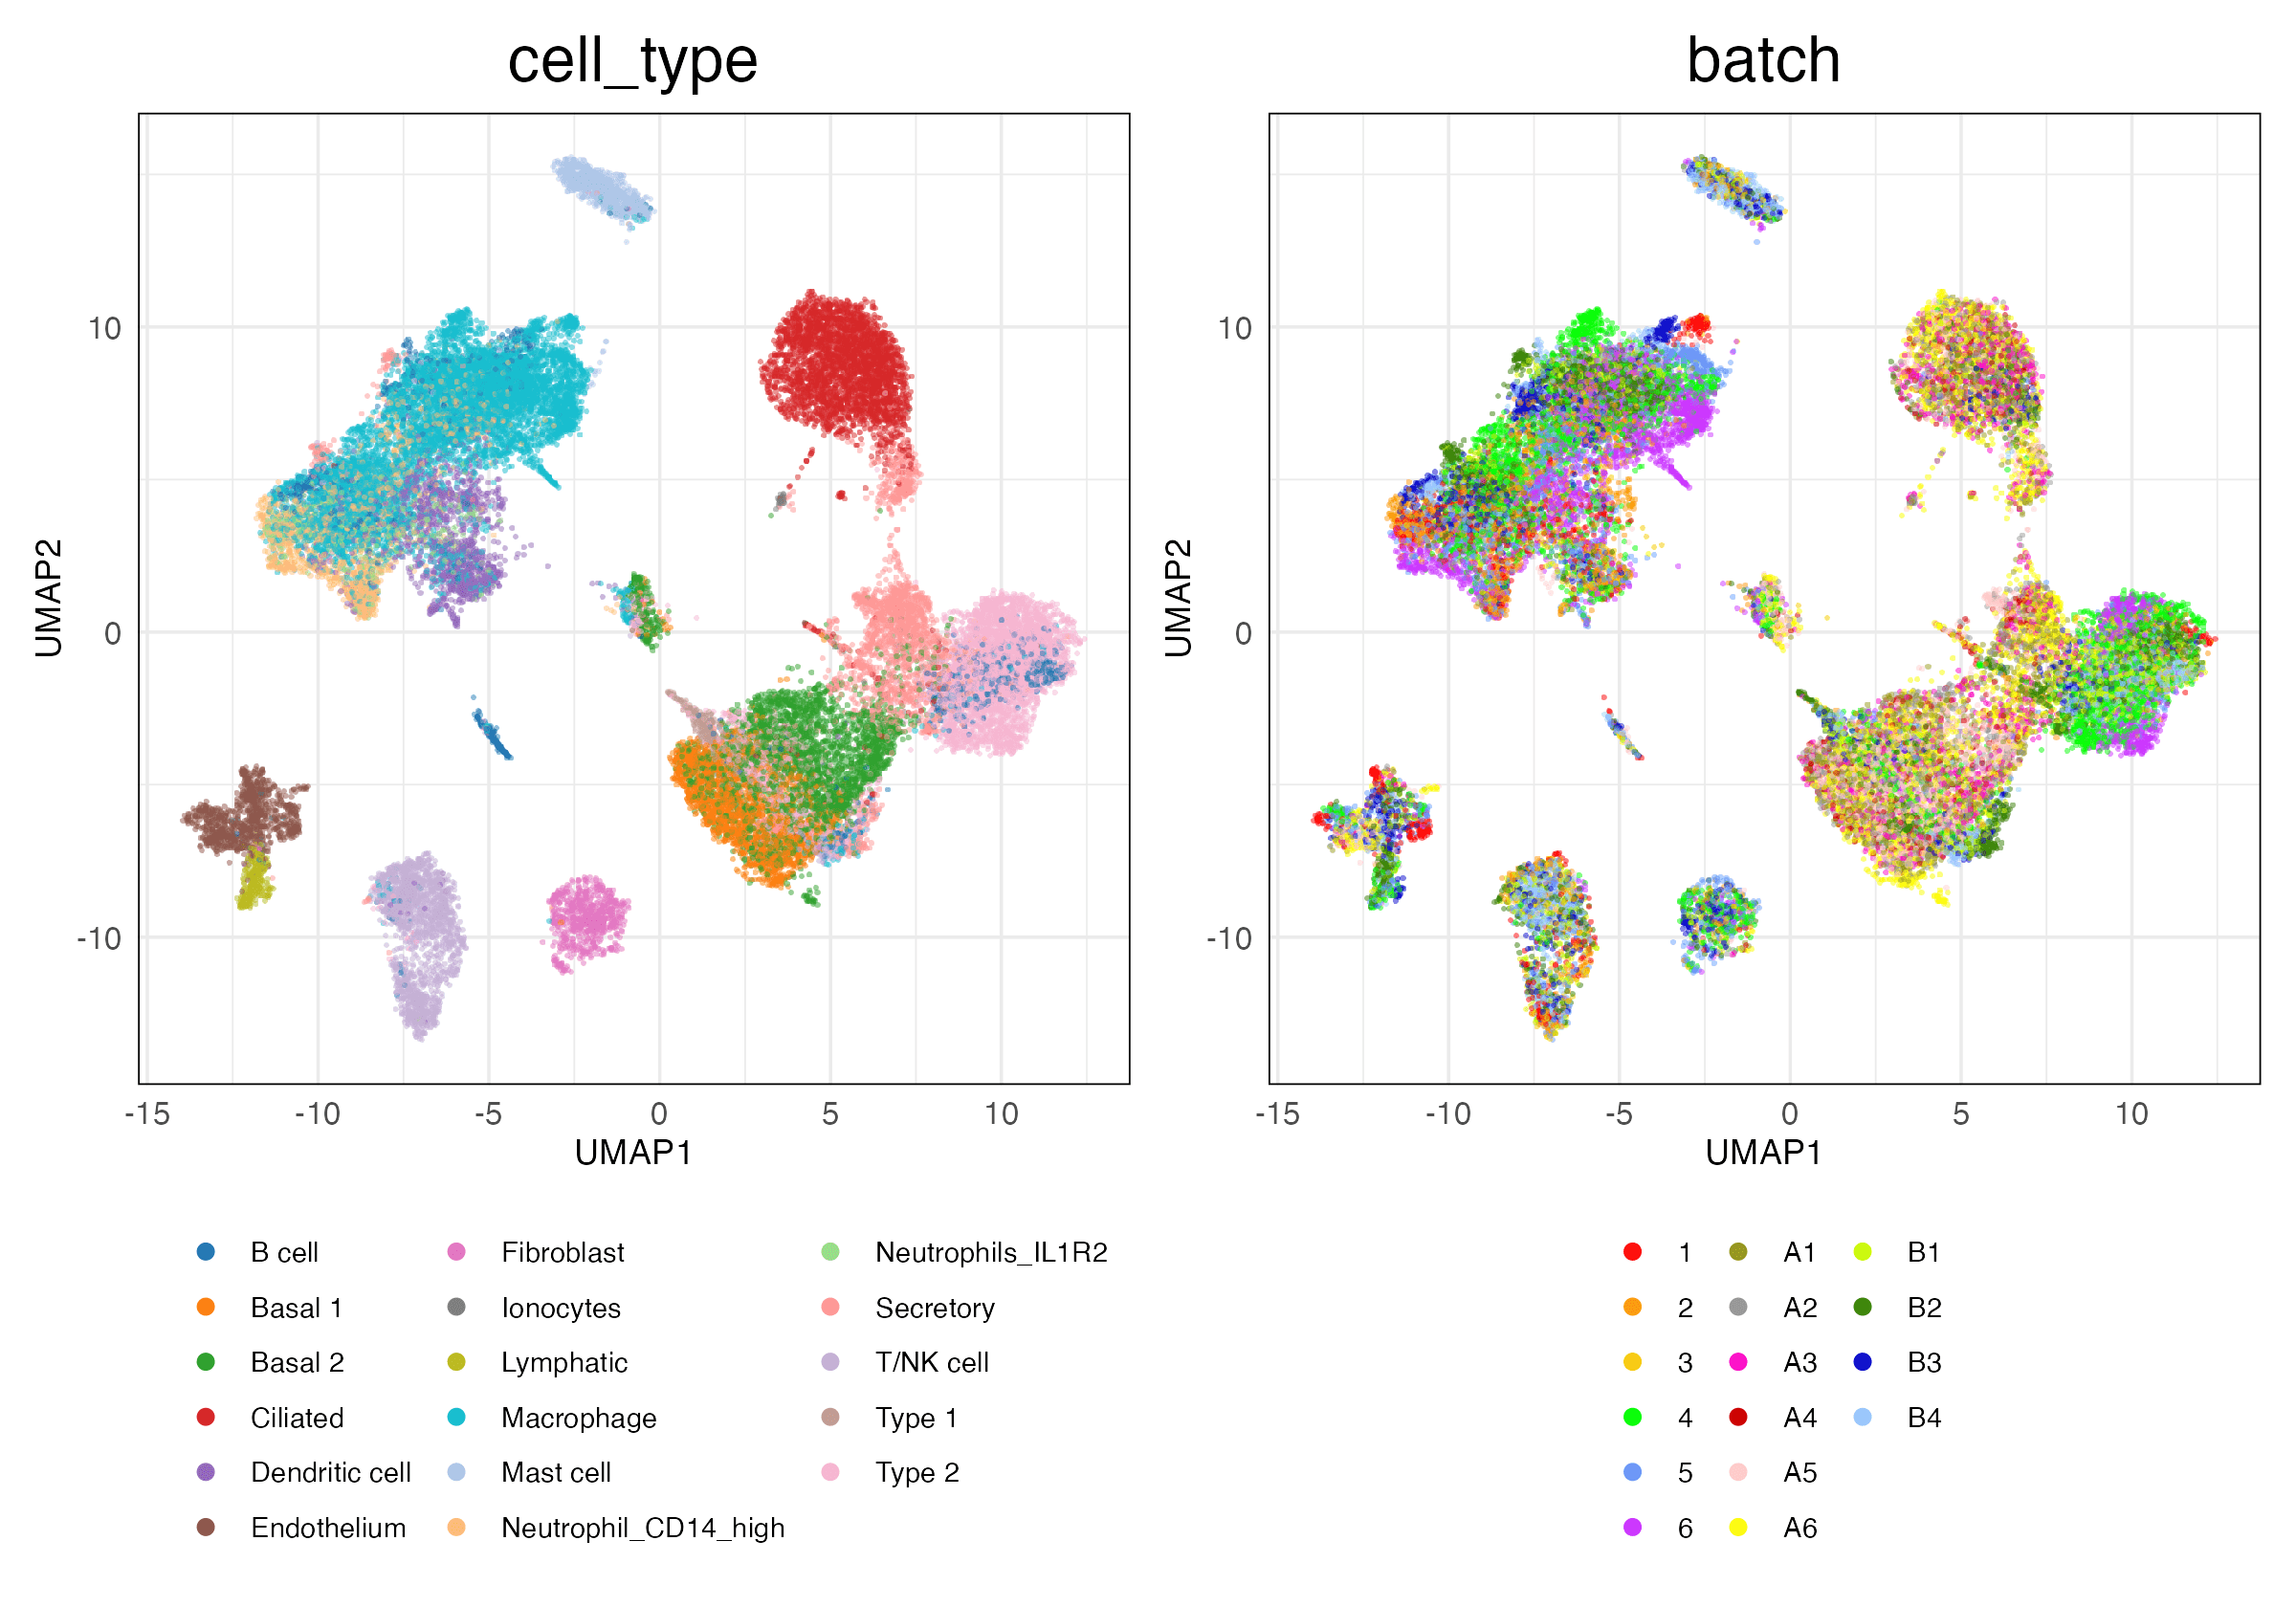 cell_type
batch
10
0
-10
UMAP2
-15 -10 -5 0 5 10
UMAP1
10
0
-10
UMAP2
-15 -10 -5 0 5 10
UMAP1
B cell Fibroblast Neutrophils_IL1R2
Basal 1 Ionocytes Secretory
Basal 2 Lymphatic T/NK cell
Ciliated Macrophage Type 1
Dendritic cell Mast cell Type 2
Endothelium Neutrophil_CD14_high
1 A1 B1
2 A2 B2
3 A3 B3
4 A4 B4
5 A5
6 A6